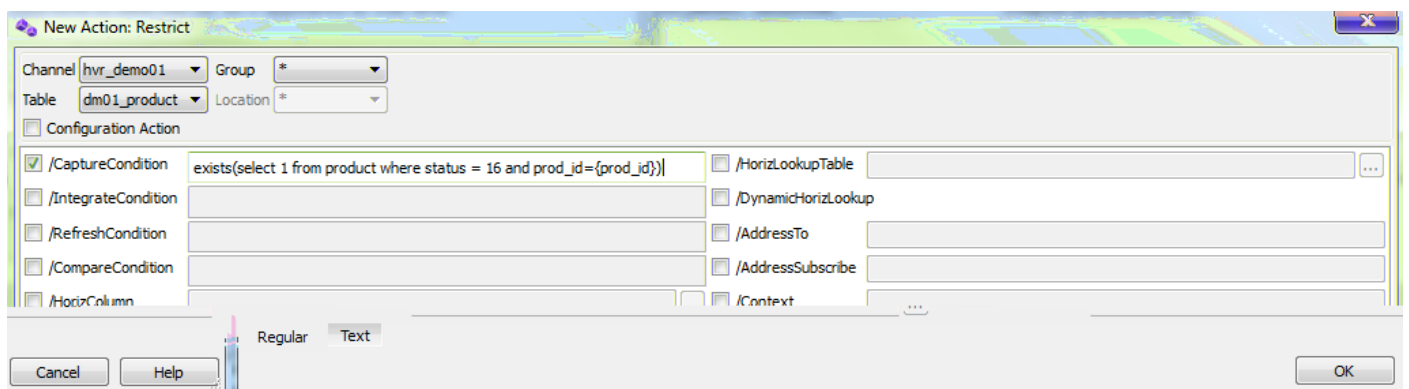 New Action: Restrict
Channel hvr_demo01 Group *
Table dm01_product Location *
Configuration Action
/CaptureCondition exists(select 1 from product where status = 16 and prod_id={prod_id}) /HorizLookupTable ...
/IntegrateCondition /DynamicHorizLookup
/RefreshCondition /AddressTo
/CompareCondition /AddressSubscribe
/HorizColumn /Context
Regular Text
Cancel Help OK